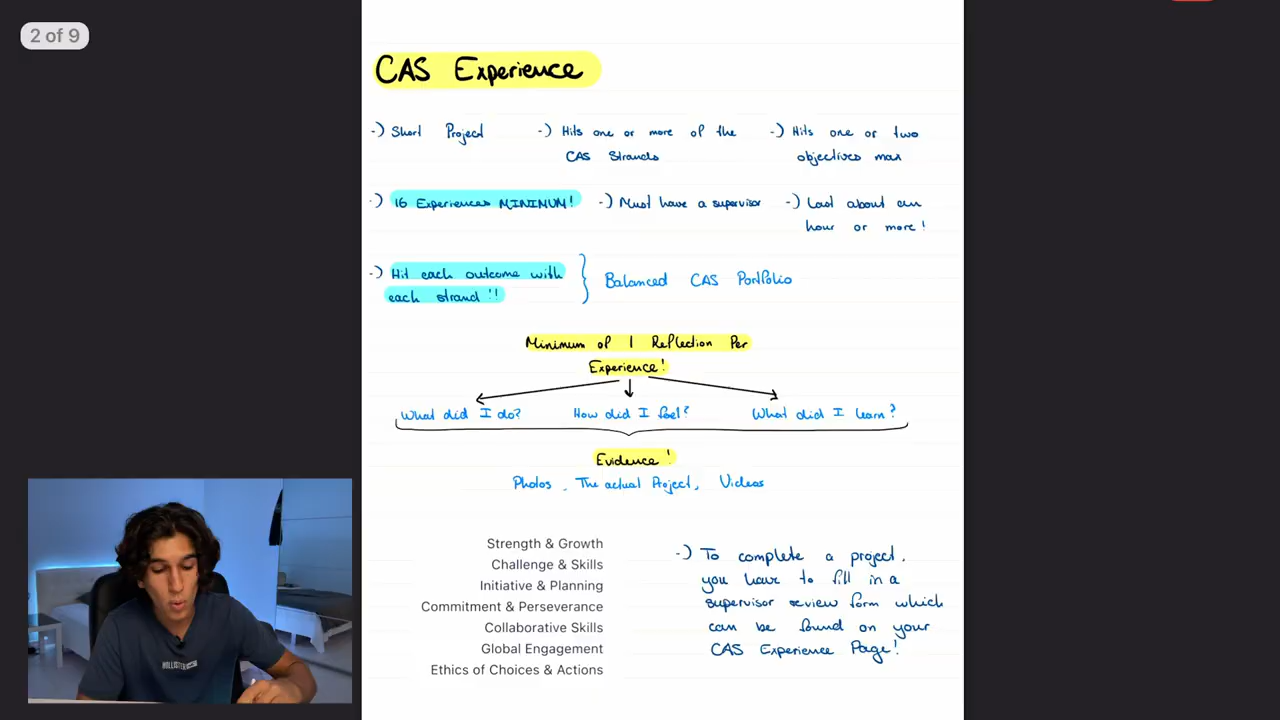 2 of 9
CAS Experience
-) Short Project
-) Hits one or more of the
CAS Strands
-) Hits one or two
objectives max
-) 16 Experiences MINIMUM!
-) Must have a supervisor
-) Last about an
hour or more!
-) Hit each outcome with
each strand!!
Balanced CAS Portfolio
Minimum of 1 Reflection Per
Experience!
What did I do?
How did I feel?
What did I learn?
Evidence!
Photos, The actual Project, Videos
Strength & Growth
Challenge & Skills
Initiative & Planning
Commitment & Perseverance
Collaborative Skills
Global Engagement
Ethics of Choices & Actions
-) To complete a project.
you have to fill in a
supervisor review form which
can be found on your
CAS Experience Page!
HOLLISTER